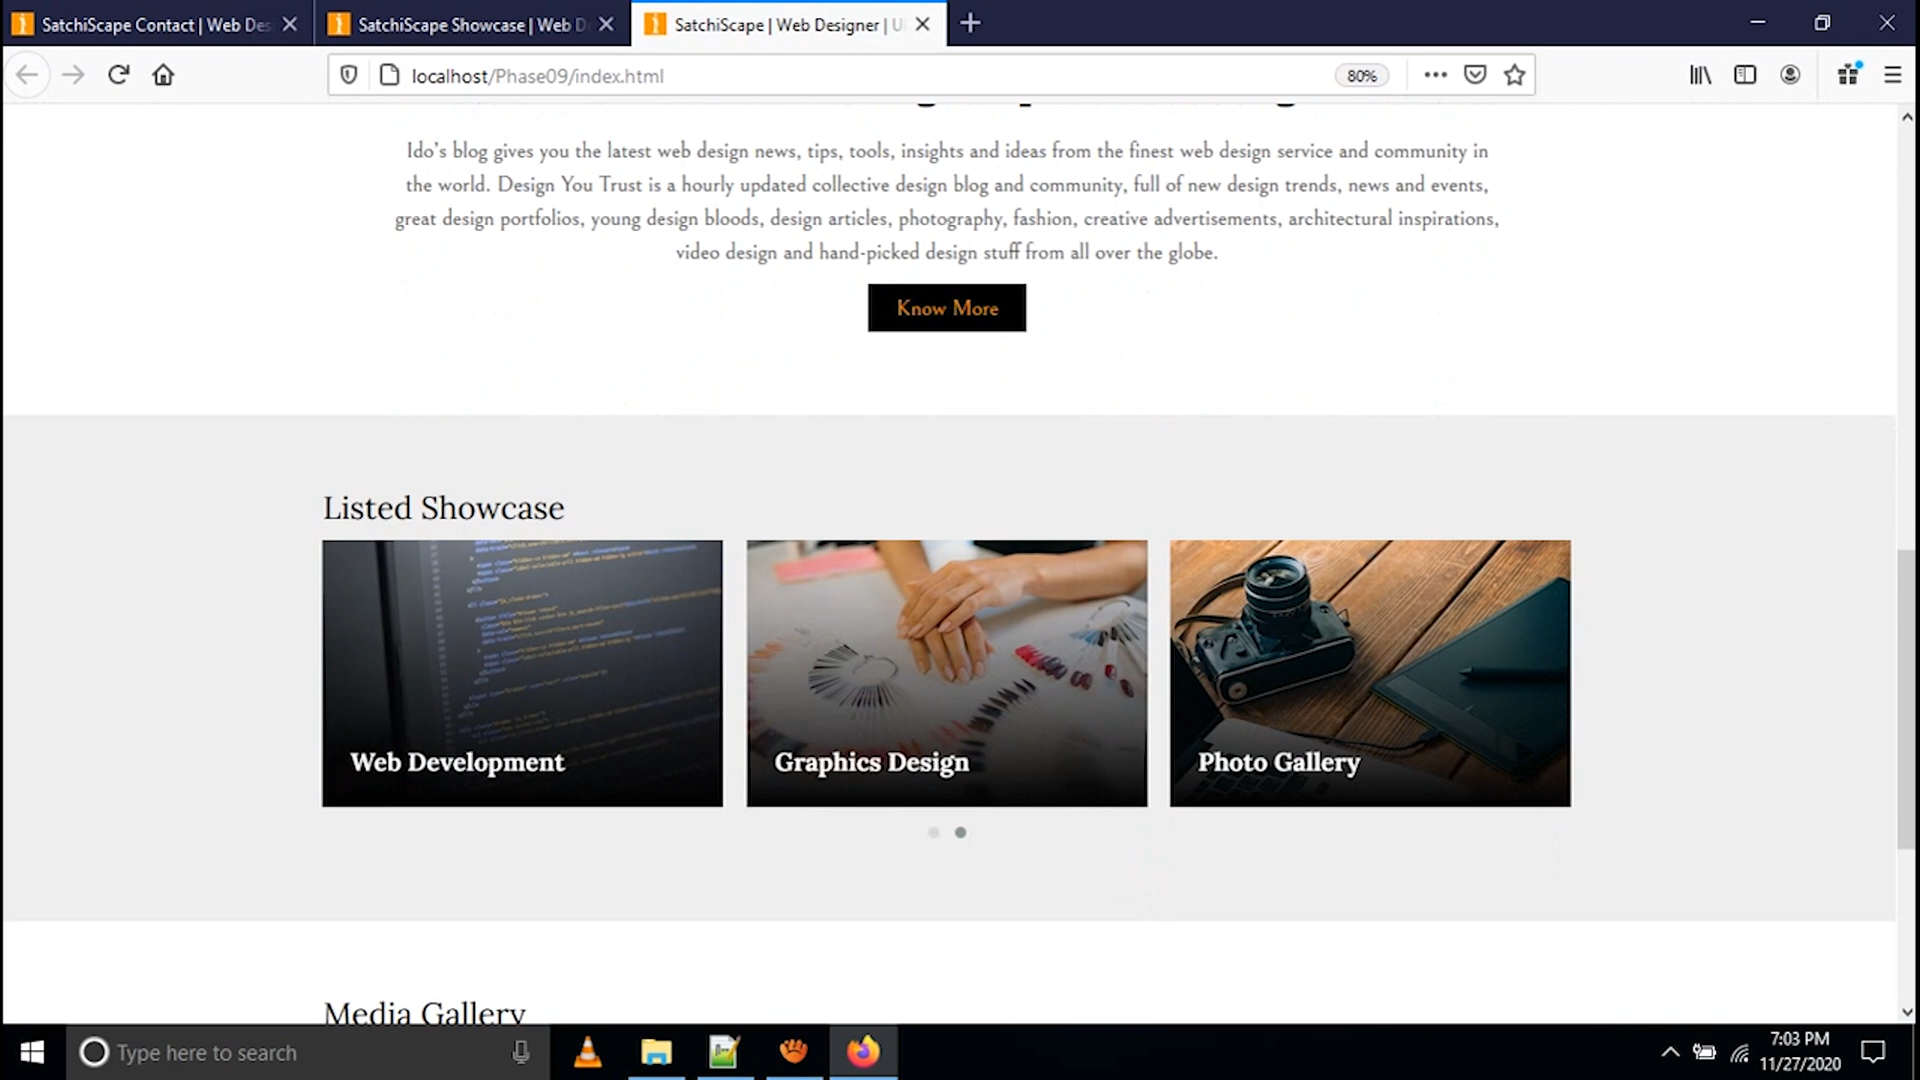 SatchiScape Contact | Web Des
SatchiScape Showcase | Web D
SatchiScape | Web Designer | U
localhost/Phase09/index.html
80%
Ido's blog gives you the latest web design news, tips, tools, insights and ideas from the finest web design service and community in
the world. Design You Trust is a hourly updated collective design blog and community, full of new design trends, news and events,
great design portfolios, young design bloods, design articles, photography, fashion, creative advertisements, architectural inspirations,
video design and hand-picked design stuff from all over the globe.
Know More
Listed Showcase
Web Development
Graphics Design
Photo Gallery
Media Gallery
Type here to search
7:03 PM
11/27/2020